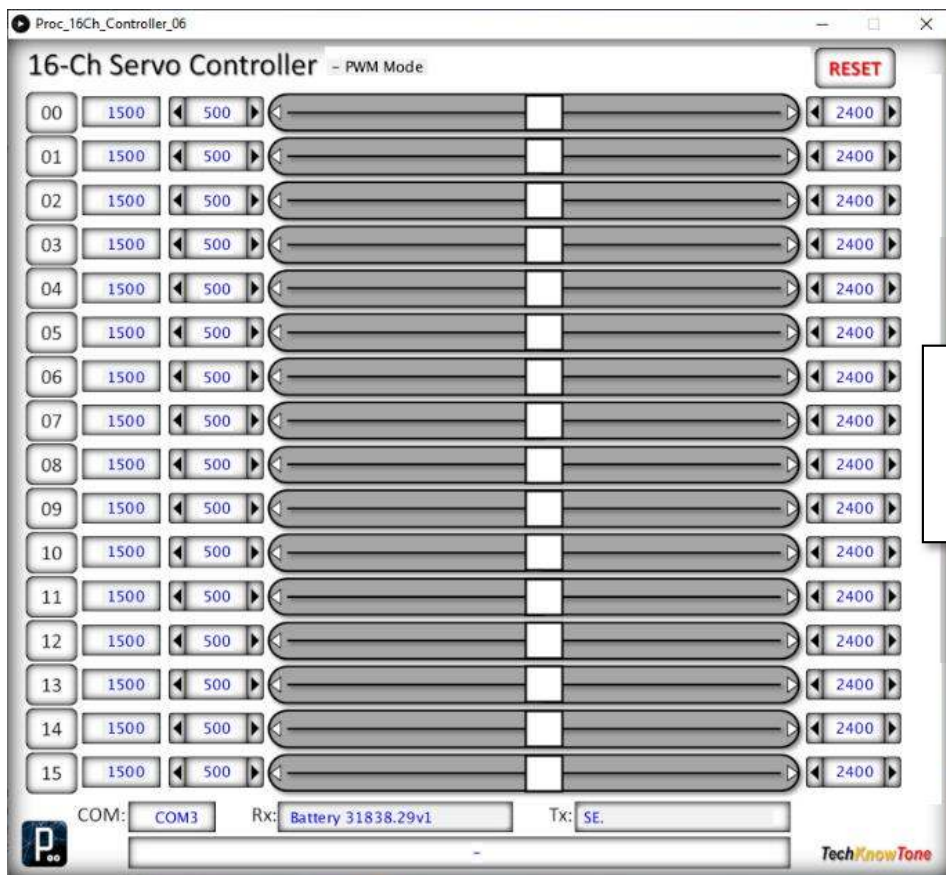 Proc_16Ch_Controller_06
16-Ch Servo Controller - PWM Mode RESET
00 1500 500 2400
01 1500 500 2400
02 1500 500 2400
03 1500 500 2400
04 1500 500 2400
05 1500 500 2400
06 1500 500 2400
07 1500 500 2400
08 1500 500 2400
09 1500 500 2400
10 1500 500 2400
11 1500 500 2400
12 1500 500 2400
13 1500 500 2400
14 1500 500 2400
15 1500 500 2400
COM: COM3 Rx: Battery 31838.29v1 Tx: SE.
P.
- TechKnowTone